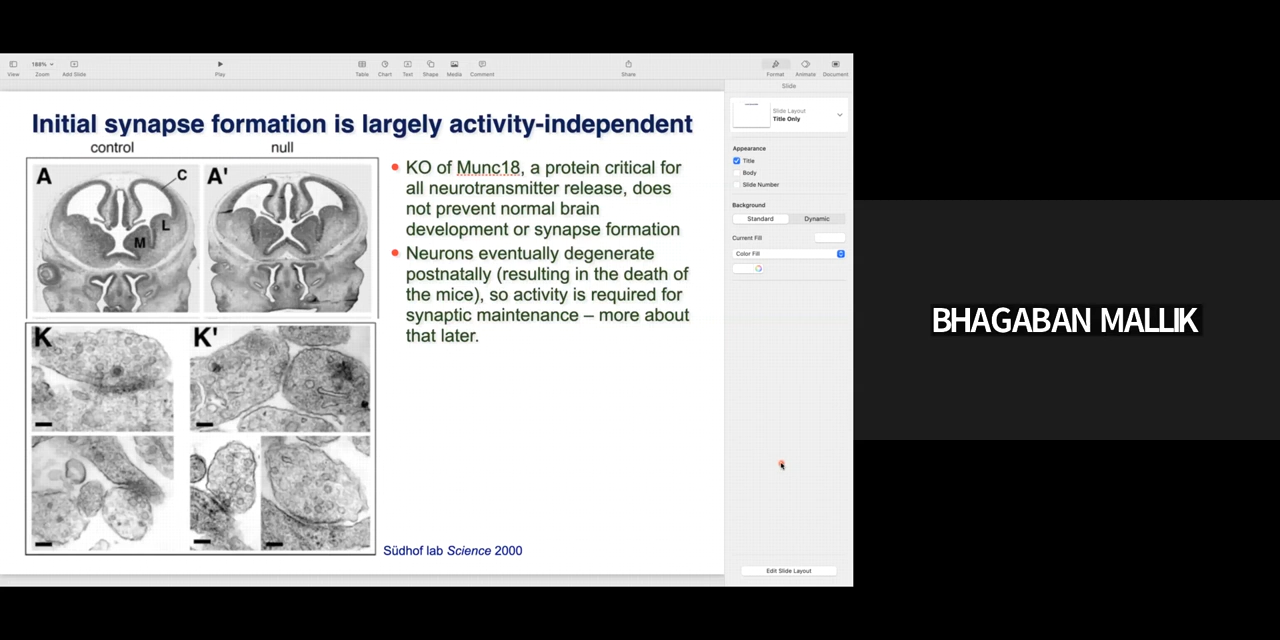 188%
View
Zoom
Add Slide
Play
Table
Chart
Text
Shape
Media
Comment
Share
Format
Animate
Document
Slide
Initial synapse formation is largely activity-independent
control
null
A
A'
C
L
M
K
K'
• KO of Munc18, a protein critical for
all neurotransmitter release, does
not prevent normal brain
development or synapse formation
• Neurons eventually degenerate
postnatally (resulting in the death of
the mice), so activity is required for
synaptic maintenance – more about
that later.
Südhof lab Science 2000
Slide Layout
Title Only
Appearance
Title
Body
Slide Number
Background
Standard
Dynamic
Current Fill
Color Fill
Edit Slide Layout
BHAGABAN MALLIK